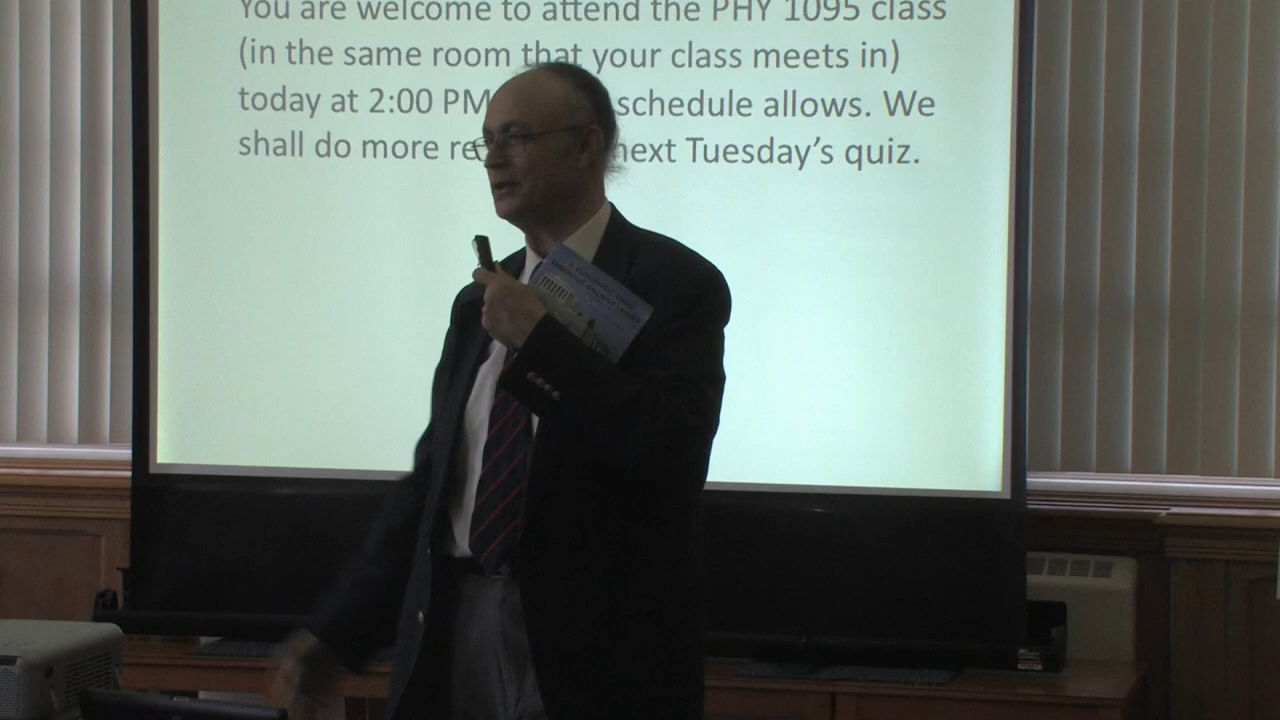 You are welcome to attend the PHY 1095 class
(in the same room that your class meets in)
today at 2:00 PM schedule allows. We
shall do more re next Tuesday's quiz.